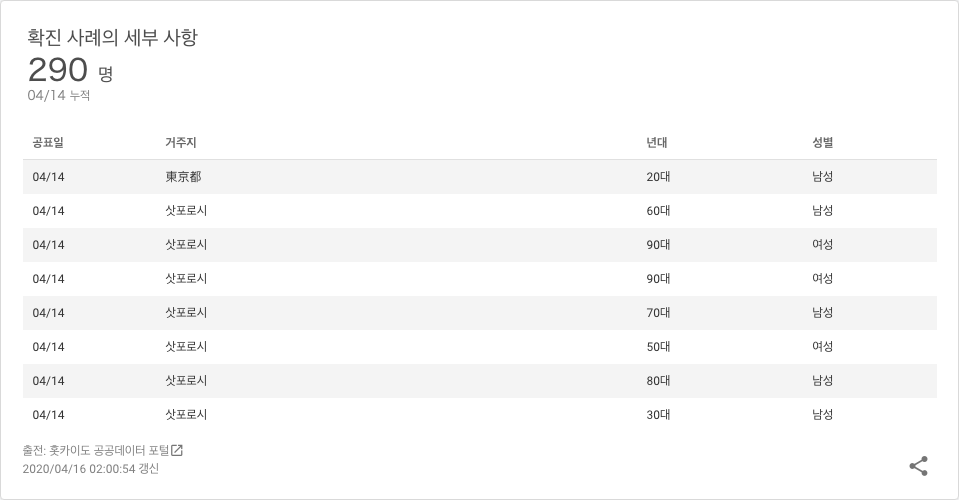 확진 사례의 세부 사항
290 명
04/14 누적
공표일 거주지 년대 성별
04/14 東京都 20대 남성
04/14 삿포로시 60대 남성
04/14 삿포로시 90대 여성
04/14 삿포로시 90대 여성
04/14 삿포로시 70대 남성
04/14 삿포로시 50대 여성
04/14 삿포로시 80대 남성
04/14 삿포로시 30대 남성
출전: 홋카이도 공공데이터 포털
2020/04/16 02:00:54 갱신